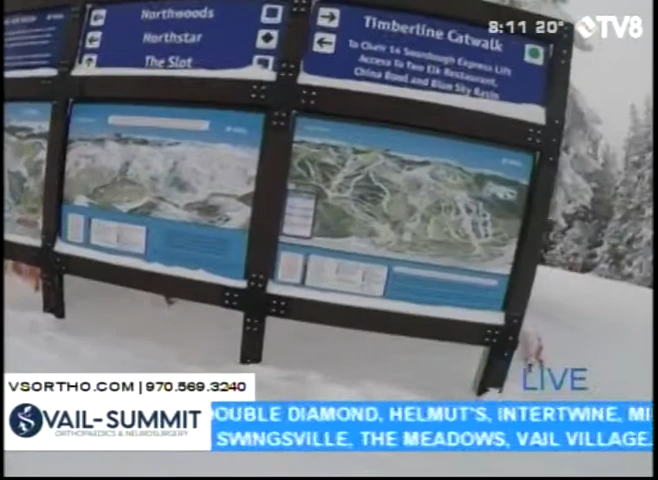 8:11 20° TV8
Northwoods
Northstar
The Slot
Timberline Catwalk
To Chair 14 Sourdough Express Lift
Access To Two Elk Restaurant,
China Bowl and Blue Sky Basin
LIVE
VSORTHO.COM | 970.569.3240
VAIL-SUMMIT
ORTHOPAEDICS & NEUROSURGERY
DOUBLE DIAMOND, HELMUT'S, INTERTWINE, MI
SWINGSVILLE, THE MEADOWS, VAIL VILLAGE.